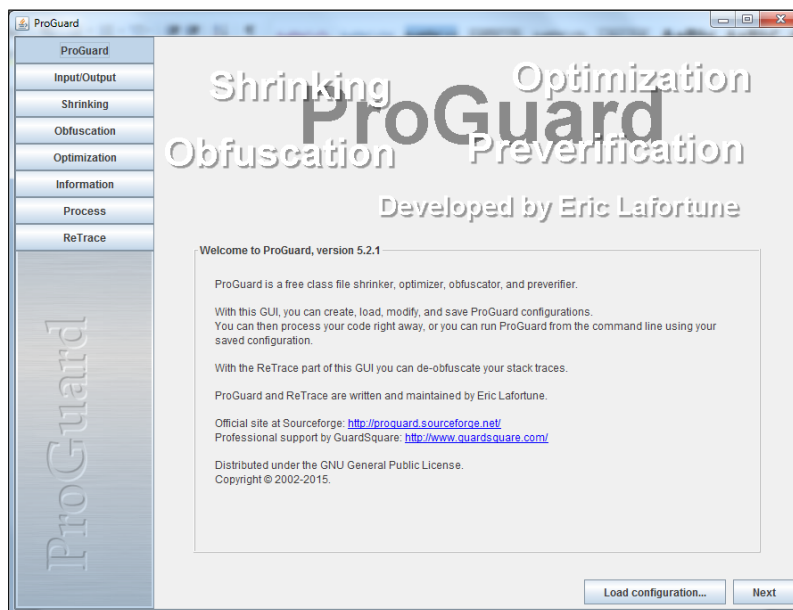 ProGuard
ProGuard
Input/Output
Shrinking
Obfuscation
Optimization
Information
Process
ReTrace
ProGuard
Shrinking
Optimization
ProGuard
Obfuscation
Preverification
Developed by Eric Lafortune
Welcome to ProGuard, version 5.2.1
ProGuard is a free class file shrinker, optimizer, obfuscator, and preverifier.
With this GUI, you can create, load, modify, and save ProGuard configurations.
You can then process your code right away, or you can run ProGuard from the command line using your
saved configuration.
With the ReTrace part of this GUI you can de-obfuscate your stack traces.
ProGuard and ReTrace are written and maintained by Eric Lafortune.
Official site at Sourceforge: http://proguard.sourceforge.net/
Professional support by GuardSquare: http://www.guardsquare.com/
Distributed under the GNU General Public License.
Copyright © 2002-2015.
Load configuration...
Next